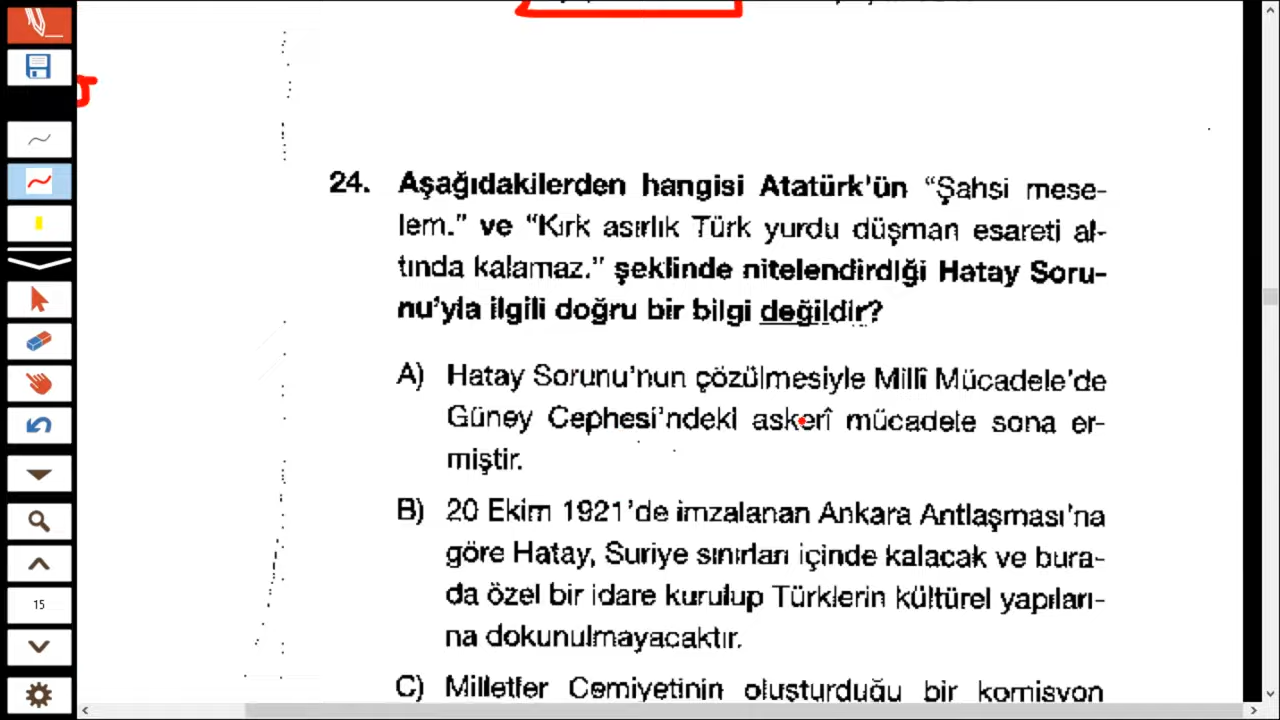 24. Aşağıdakilerden hangisi Atatürk'ün "Şahsi mese-
lem." ve "Kırk asırlık Türk yurdu düşman esareti al-
tında kalamaz." şeklinde nitelendirdiği Hatay Soru-
nu'yla ilgili doğru bir bilgi değildir?
A) Hatay Sorunu'nun çözülmesiyle Millî Mücadele'de
Güney Cephesi'ndeki askerî mücadele sona er-
miştir.
B) 20 Ekim 1921'de imzalanan Ankara Antlaşması'na
göre Hatay, Suriye sınırları içinde kalacak ve bura-
da özel bir idare kurulup Türklerin kültürel yapıları-
na dokunulmayacaktır.
C) Milletler Cemiyetinin oluşturduğu bir komisyon
15